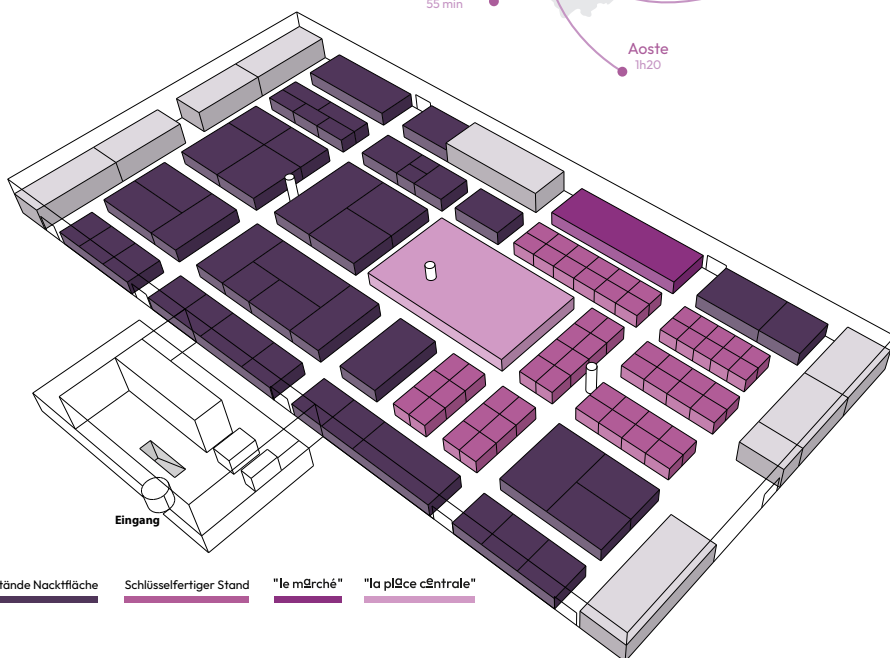 55 min
Aoste
1h20
Eingang
tände Nacktfläche
Schlüsselfertiger Stand
"le marché"
"la place centrale"